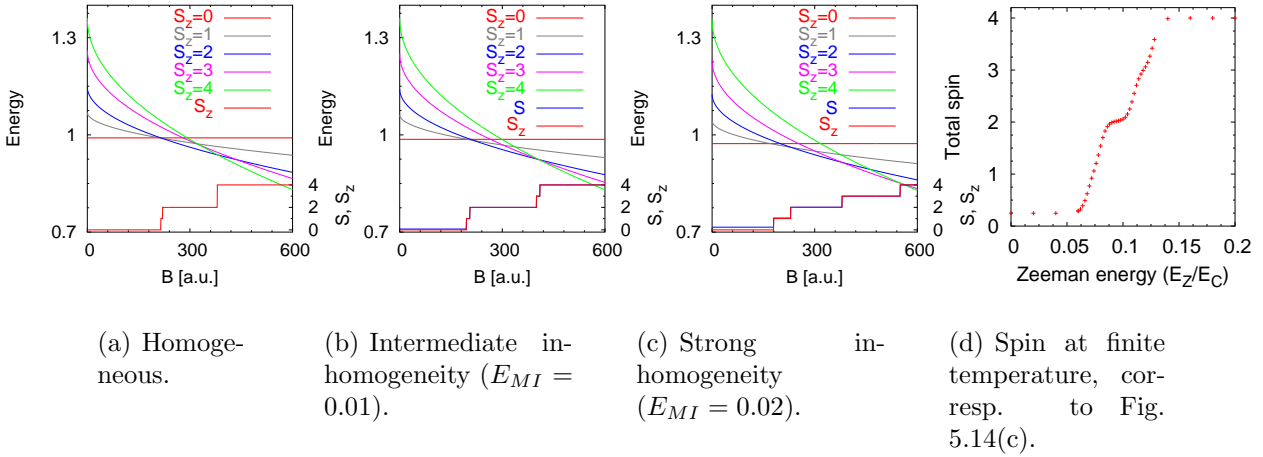 S_z=0
S_z=1
S_z=2
S_z=3
S_z=4
S_z
Energy
1.3
1
0.7
4
2
0
S, S_z
0 300 600
B [a.u.]
S_z=0
S_z=1
S_z=2
S_z=3
S_z=4
S
S_z
Energy
1.3
1
0.7
4
2
0
S, S_z
0 300 600
B [a.u.]
S_z=0
S_z=1
S_z=2
S_z=3
S_z=4
S
S_z
Energy
1.3
1
0.7
4
2
0
S, S_z
0 300 600
B [a.u.]
Total spin
4
3
2
1
0
0 0.05 0.1 0.15 0.2
Zeeman energy (E_Z/E_C)
(a) Homoge-
neous.
(b) Intermediate in-
homogeneity (E_{MI} =
0.01).
(c) Strong in-
homogeneity
(E_{MI} = 0.02).
(d) Spin at finite
temperature, cor-
resp. to Fig.
5.14(c).